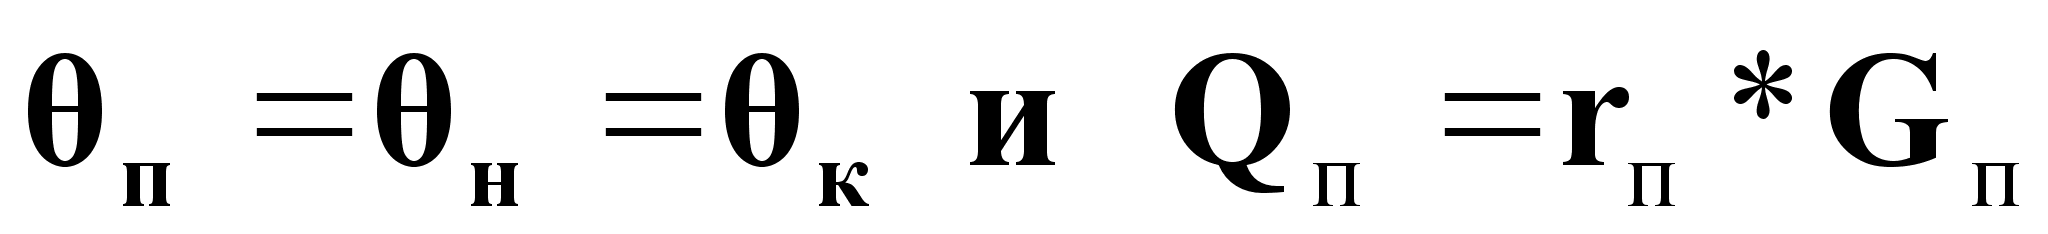 θп = θн = θк и Qп = rп * Gп